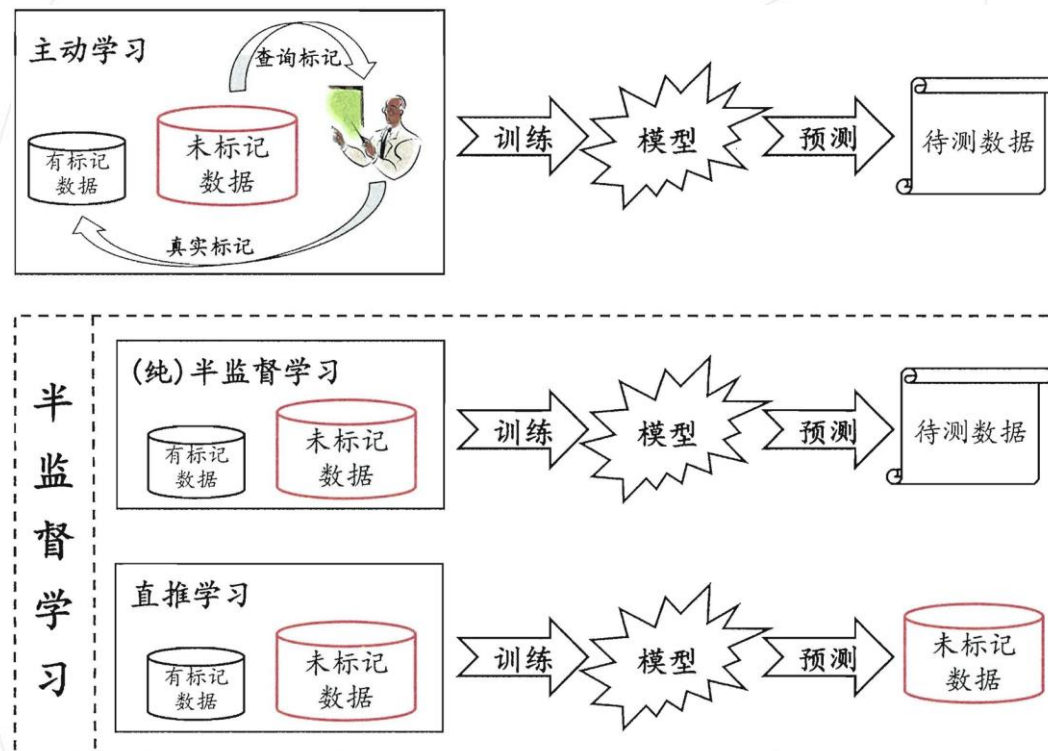 主动学习
查询标记
有标记
数据
未标记
数据
真实标记
训练
模型
预测
待测数据
半监督学习
(纯)半监督学习
有标记
数据
未标记
数据
训练
模型
预测
待测数据
直推学习
有标记
数据
未标记
数据
训练
模型
预测
未标记
数据